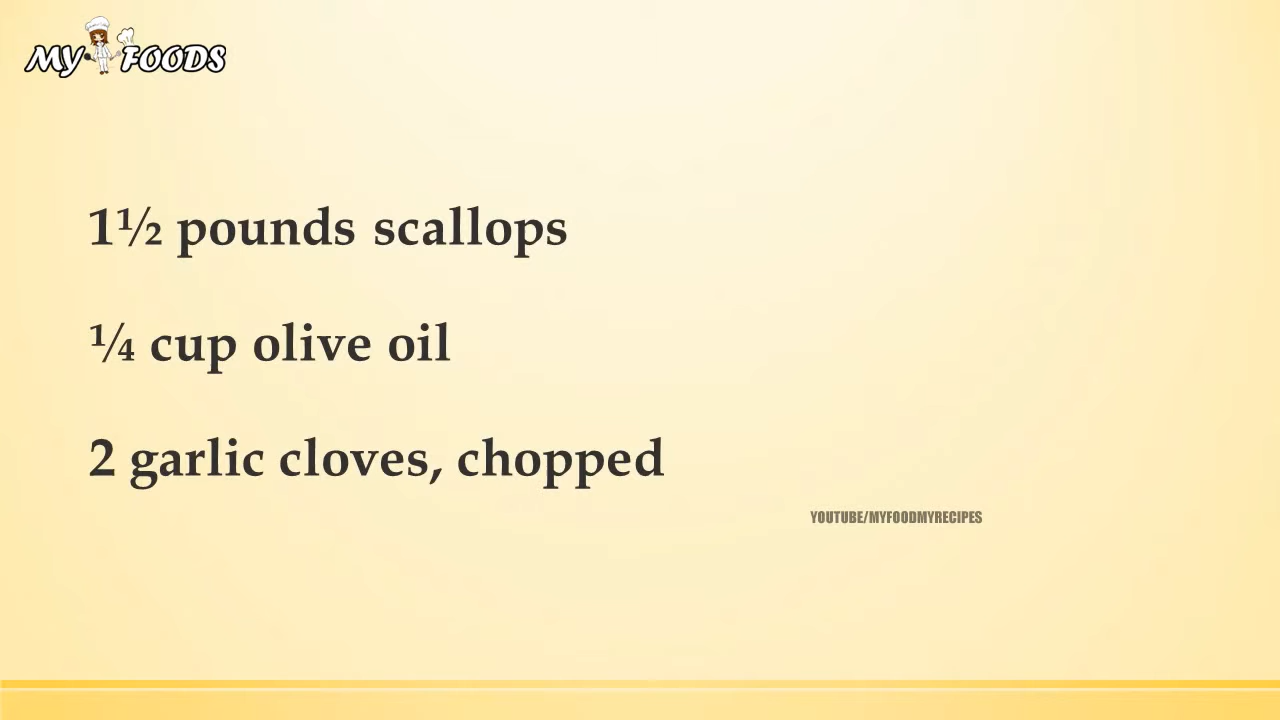 MY FOODS
1½ pounds scallops
¼ cup olive oil
2 garlic cloves, chopped
YOUTUBE/MYFOODMYRECIPES